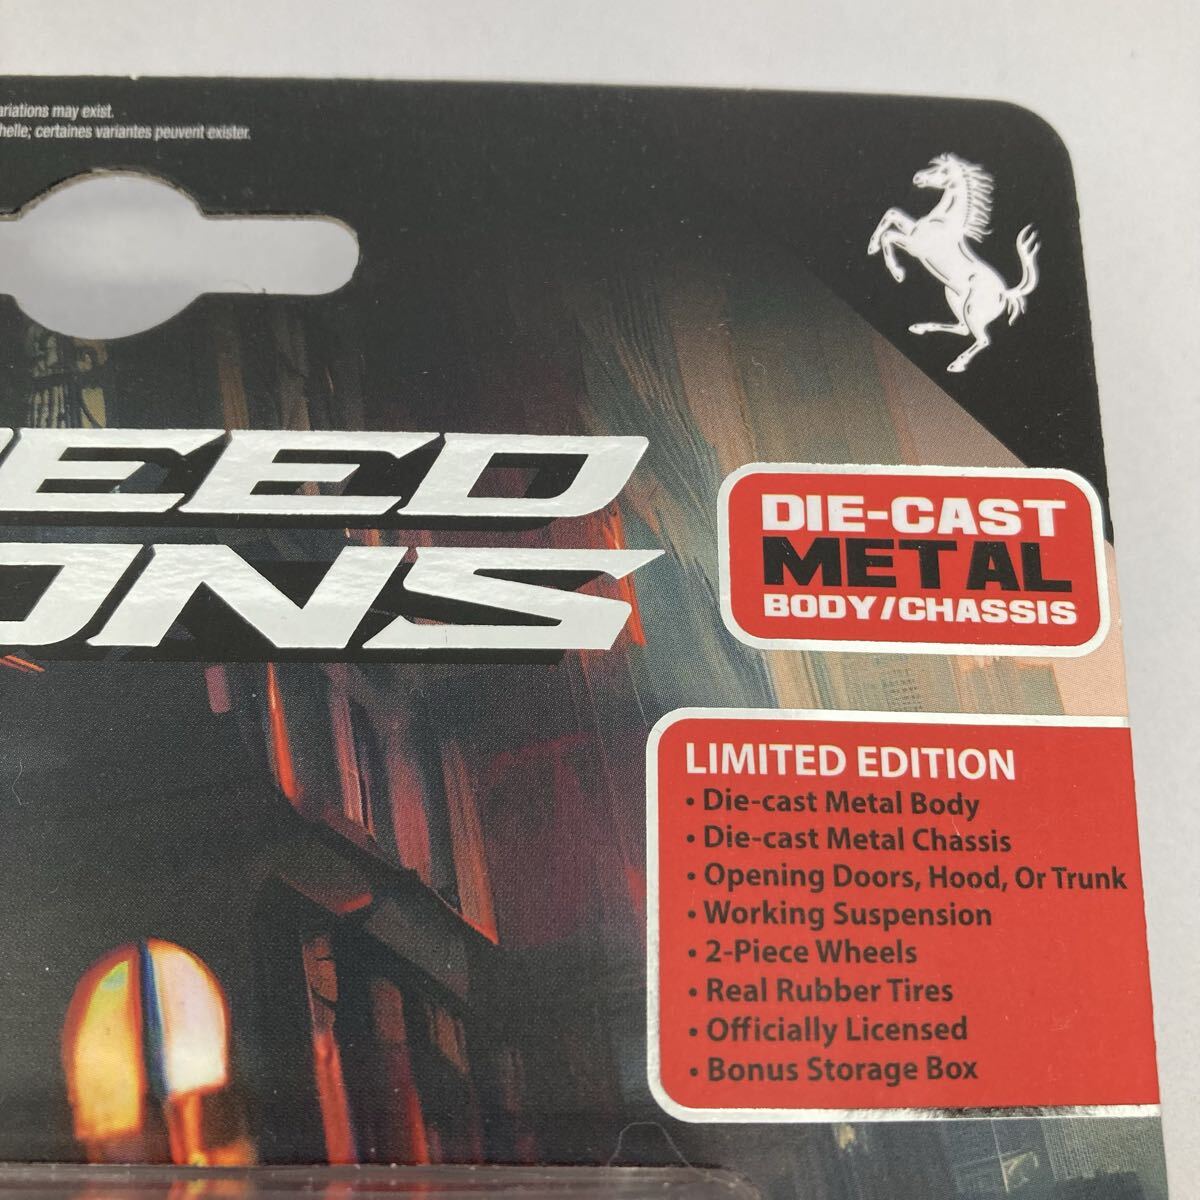 ariations may exist.
helle; certaines variantes peuvent exister.
EED
ONS
DIE-CAST
METAL
BODY/CHASSIS
LIMITED EDITION
• Die-cast Metal Body
• Die-cast Metal Chassis
• Opening Doors, Hood, Or Trunk
• Working Suspension
• 2-Piece Wheels
• Real Rubber Tires
• Officially Licensed
• Bonus Storage Box